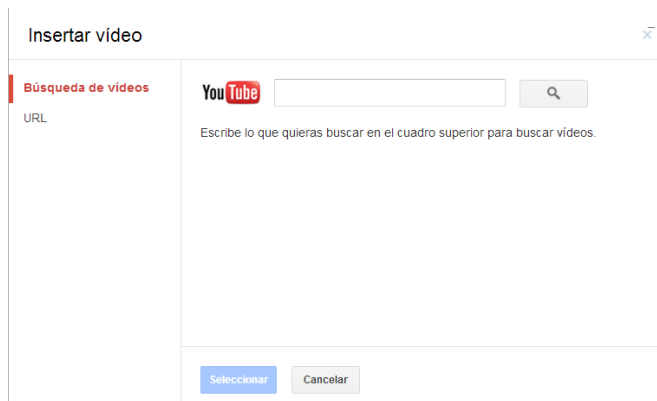 Insertar vídeo
Búsqueda de vídeos
URL
YouTube
Escribe lo que quieras buscar en el cuadro superior para buscar vídeos.
Seleccionar
Cancelar